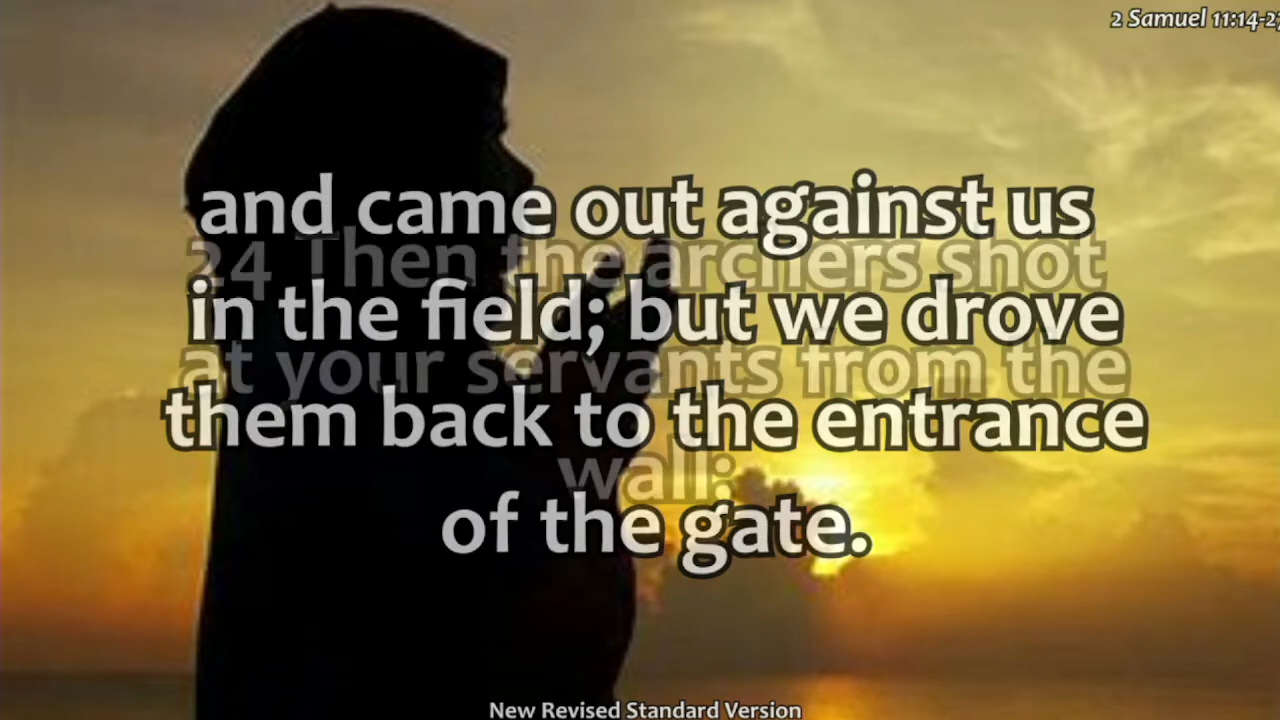 2 Samuel 11:14-27
and came out against us
in the field; but we drove
them back to the entrance
of the gate.
24 Then the archers shot
at your servants from the
wall;
New Revised Standard Version